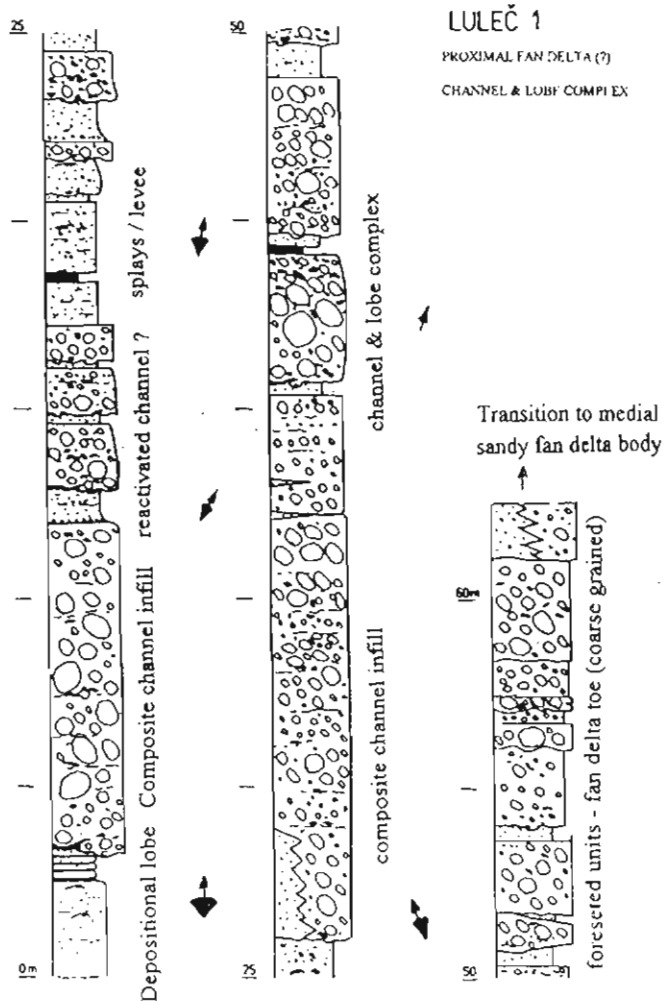 LULEČ 1
PROXIMAL FAN DELTA (?)
CHANNEL & LOBE COMPLEX
25
0 m
Depositional lobe
Composite channel infill
reactivated channel ?
splays / levee
50
25
composite channel infill
channel & lobe complex
Transition to medial
sandy fan delta body
60m
50
foresered units - fan delta toe (coarse grained)